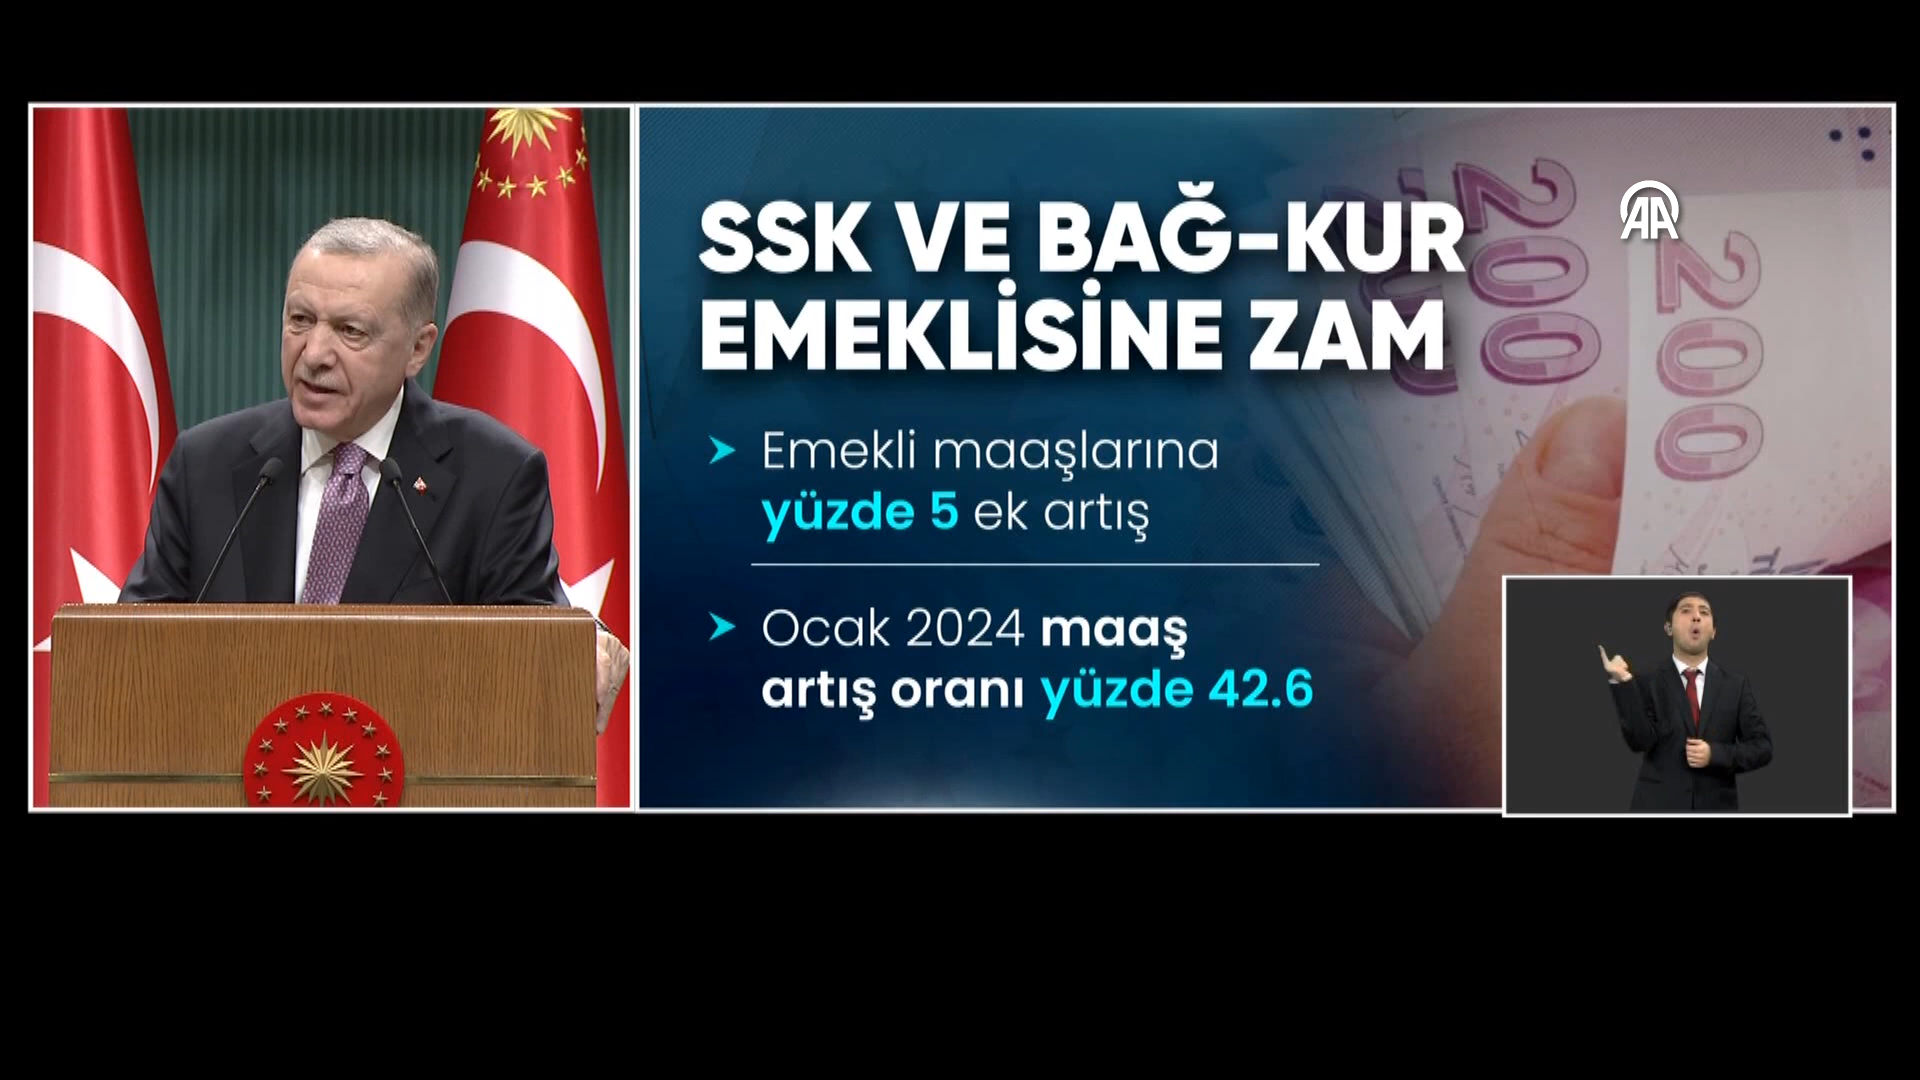 SSK VE BAĞ-KUR
EMEKLİSİNE ZAM
Emekli maaşlarına
yüzde 5 ek artış
Ocak 2024 maaş
artış oranı yüzde 42.6
AA
200
200